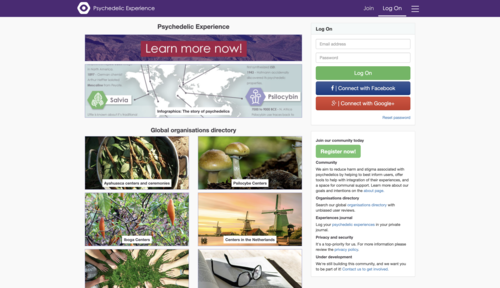 Psychedelic Experience
Join
Log On
Psychedelic Experience
Learn more now!
Salvia
Psilocybin
Infographics: The story of psychedelics
Global organisations directory
Ayahuasca centers and ceremonies
Psilocybe Centers
Iboga Centers
Centers in the Netherlands
Log On
Email address
Password
Log On
f | Connect with Facebook
g+ | Connect with Google+
Reset password
Join our community today
Register now!
Community
We aim to reduce harm and stigma associated with
psychedelics by helping to best inform users, offer
tools to help with integration of their experiences, and
a space for communal support. Learn more about our
goals and intentions on the about page.
Organisations directory
Search our global organisations directory with
unbiased user reviews.
Experiences journal
Log your psychedelic experiences in your private
journal.
Privacy and security
It's a top-priority for us. For more information please
review the privacy policy.
Under development
We're still building this community, and we want you
to be part of it! Contact us to get involved.